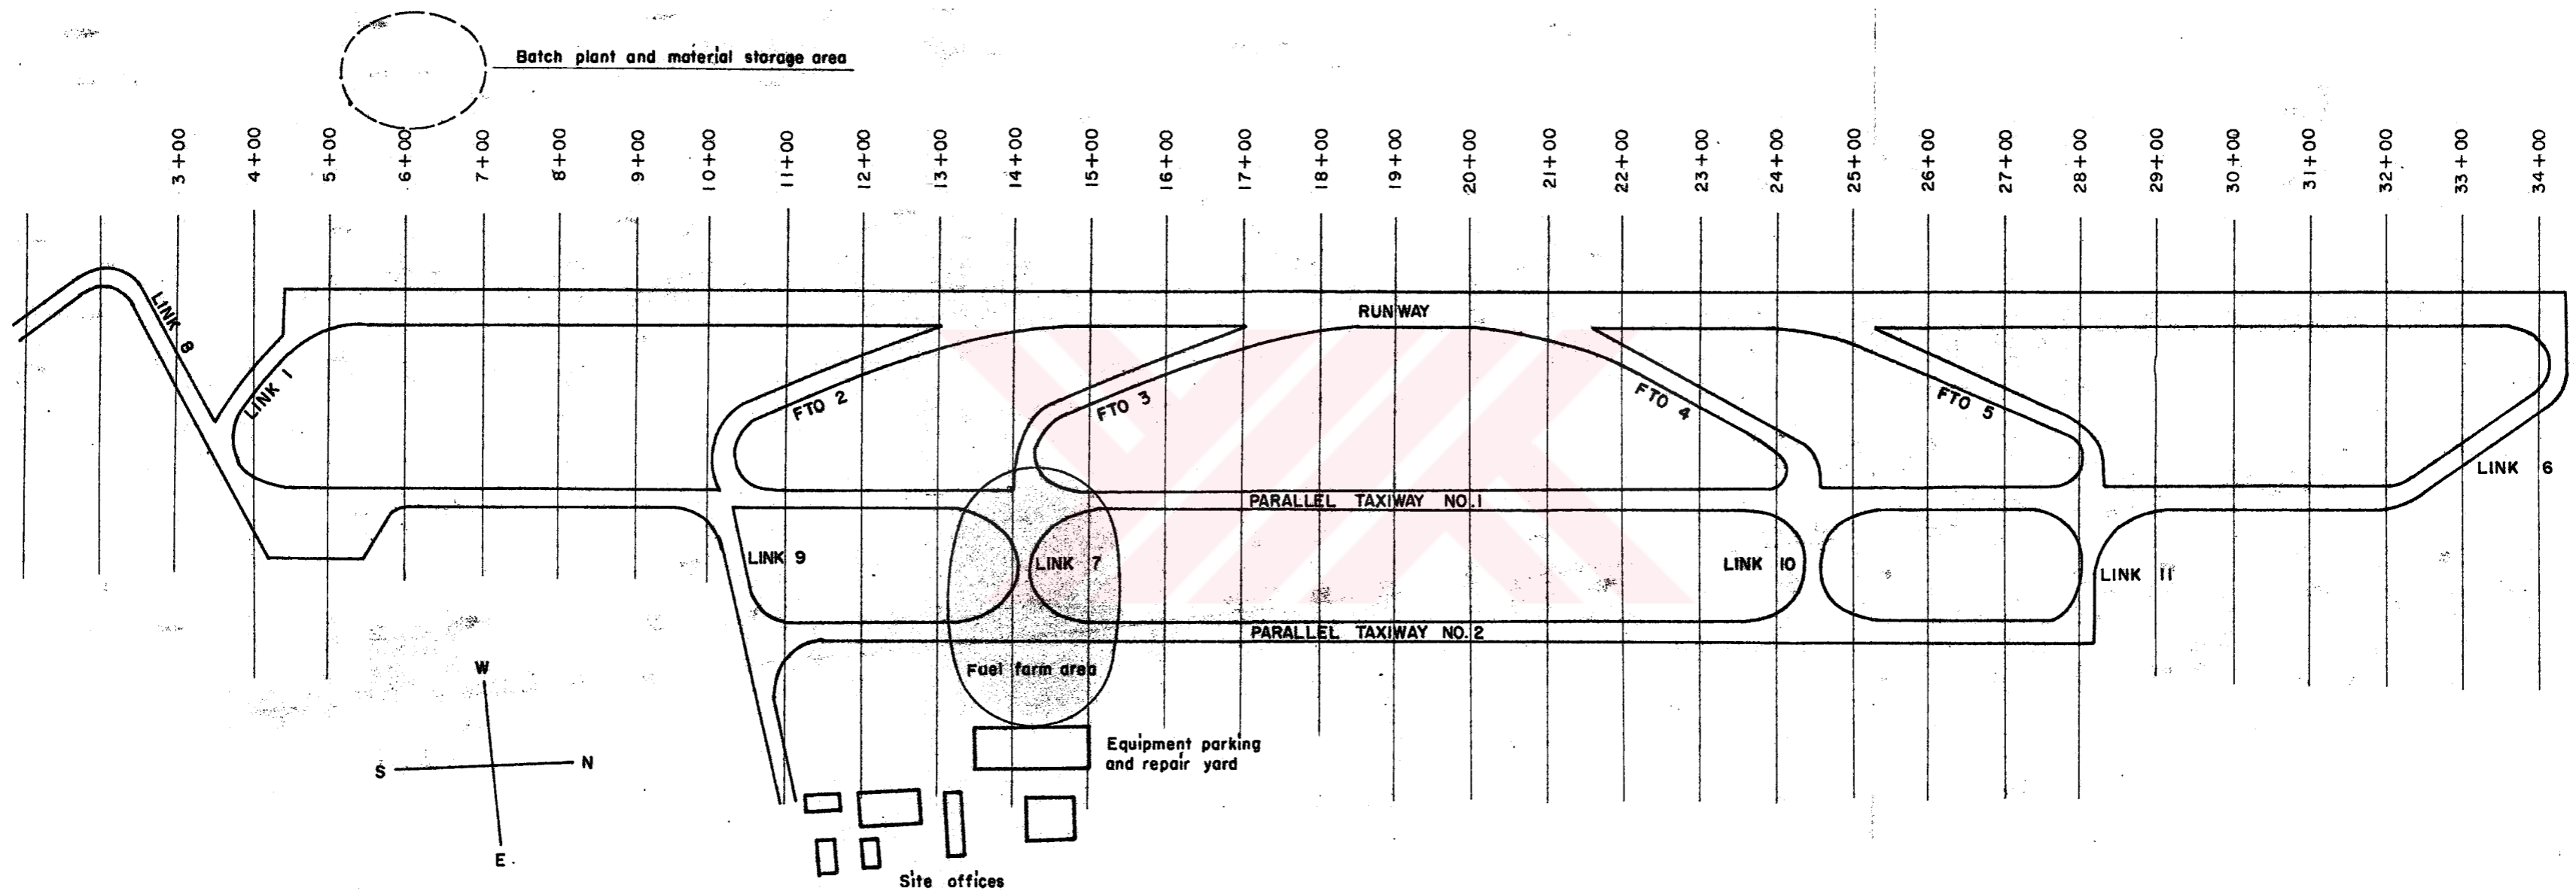 Batch plant and material storage area
3+00
4+00
5+00
6+00
7+00
8+00
9+00
10+00
11+00
12+00
13+00
14+00
15+00
16+00
17+00
18+00
19+00
20+00
21+00
22+00
23+00
24+00
25+00
26+00
27+00
28+00
29+00
30+00
31+00
32+00
33+00
34+00
LINK 8
RUNWAY
LINK 1
FTO 2
FTO 3
FTO 4
FTO 5
LINK 6
PARALLEL TAXIWAY NO.1
LINK 9
LINK 7
LINK 10
LINK 11
PARALLEL TAXIWAY NO.2
Fuel farm area
W
S
N
E
Equipment parking
and repair yard
Site offices